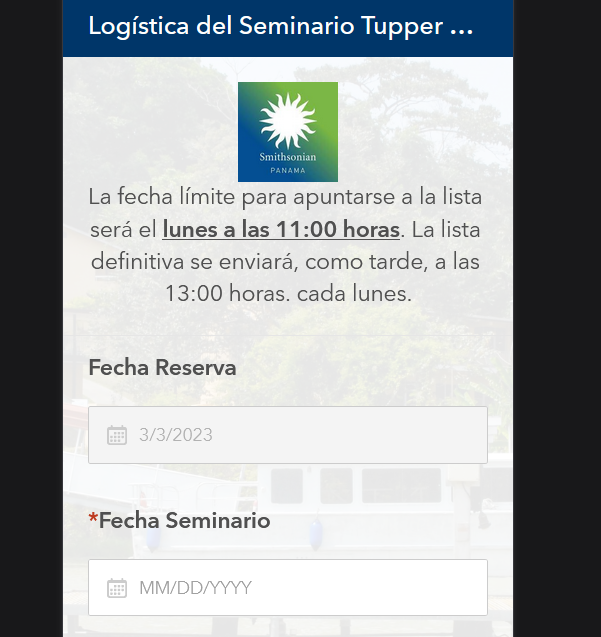 Logística del Seminario Tupper ...
Smithsonian
PANAMA
La fecha límite para apuntarse a la lista
será el lunes a las 11:00 horas. La lista
definitiva se enviará, como tarde, a las
13:00 horas. cada lunes.
Fecha Reserva
3/3/2023
*Fecha Seminario
MM/DD/YYYY